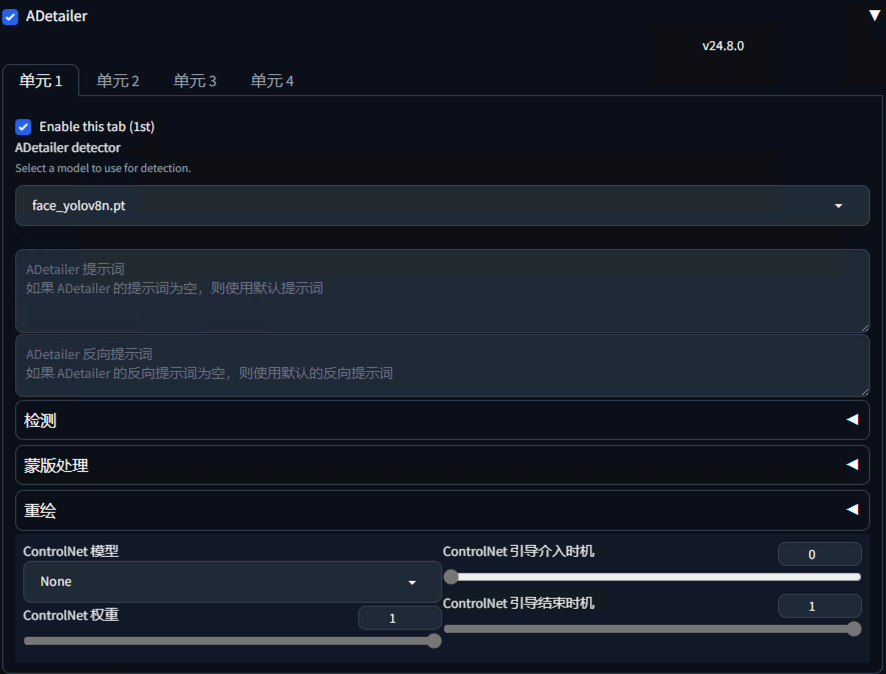 ADetailer
v24.8.0
单元 1 单元 2 单元 3 单元 4
Enable this tab (1st)
ADetailer detector
Select a model to use for detection.
face_yolov8n.pt
ADetailer 提示词
如果 ADetailer 的提示词为空，则使用默认提示词
ADetailer 反向提示词
如果 ADetailer 的反向提示词为空，则使用默认的反向提示词
检测
蒙版处理
重绘
ControlNet 模型
None
ControlNet 权重
1
ControlNet 引导介入时机
0
ControlNet 引导结束时机
1